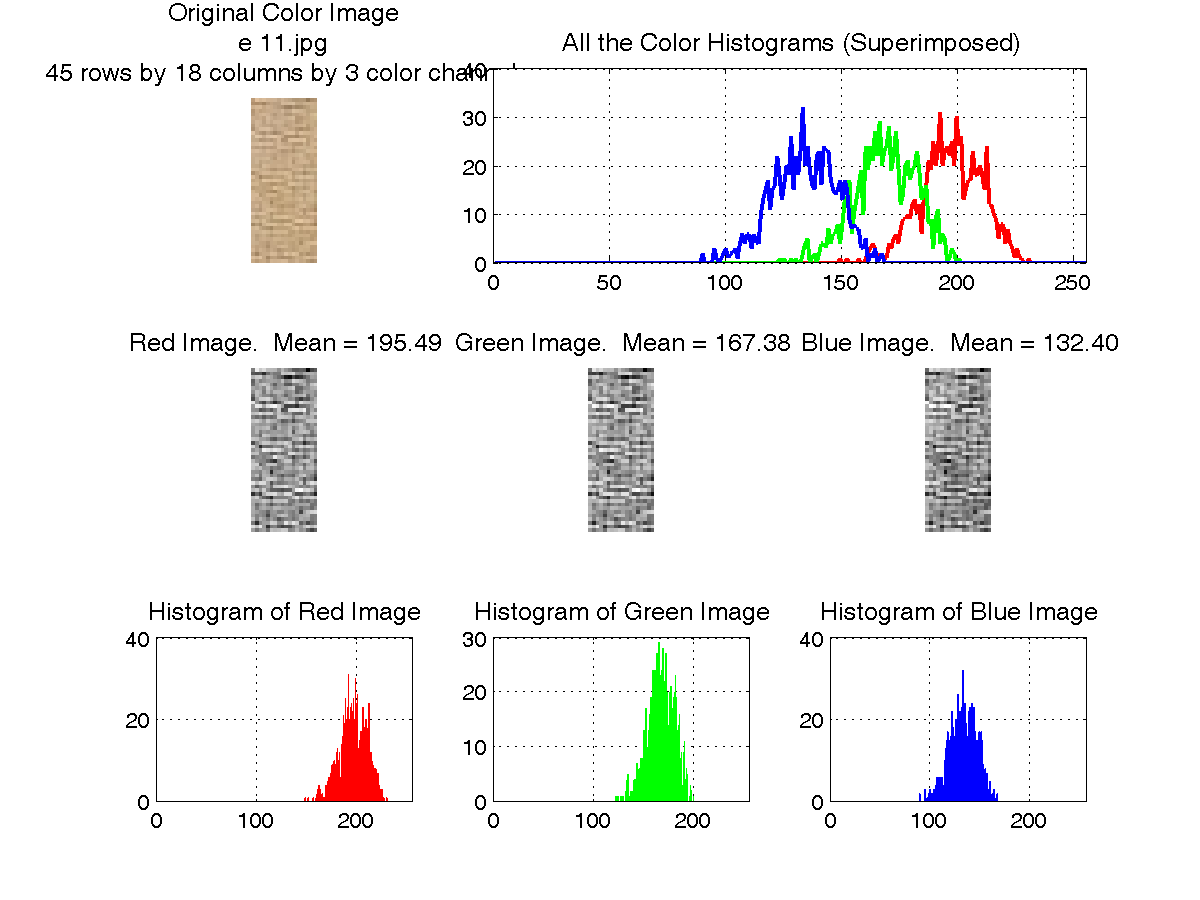 Original Color Image
e 11.jpg
45 rows by 18 columns by 3 color chann
All the Color Histograms (Superimposed)
40
30
20
10
0
0 50 100 150 200 250
Red Image.  Mean = 195.49
Green Image.  Mean = 167.38
Blue Image.  Mean = 132.40
Histogram of Red Image
40
20
0
0 100 200
Histogram of Green Image
30
20
10
0
0 100 200
Histogram of Blue Image
40
20
0
0 100 200